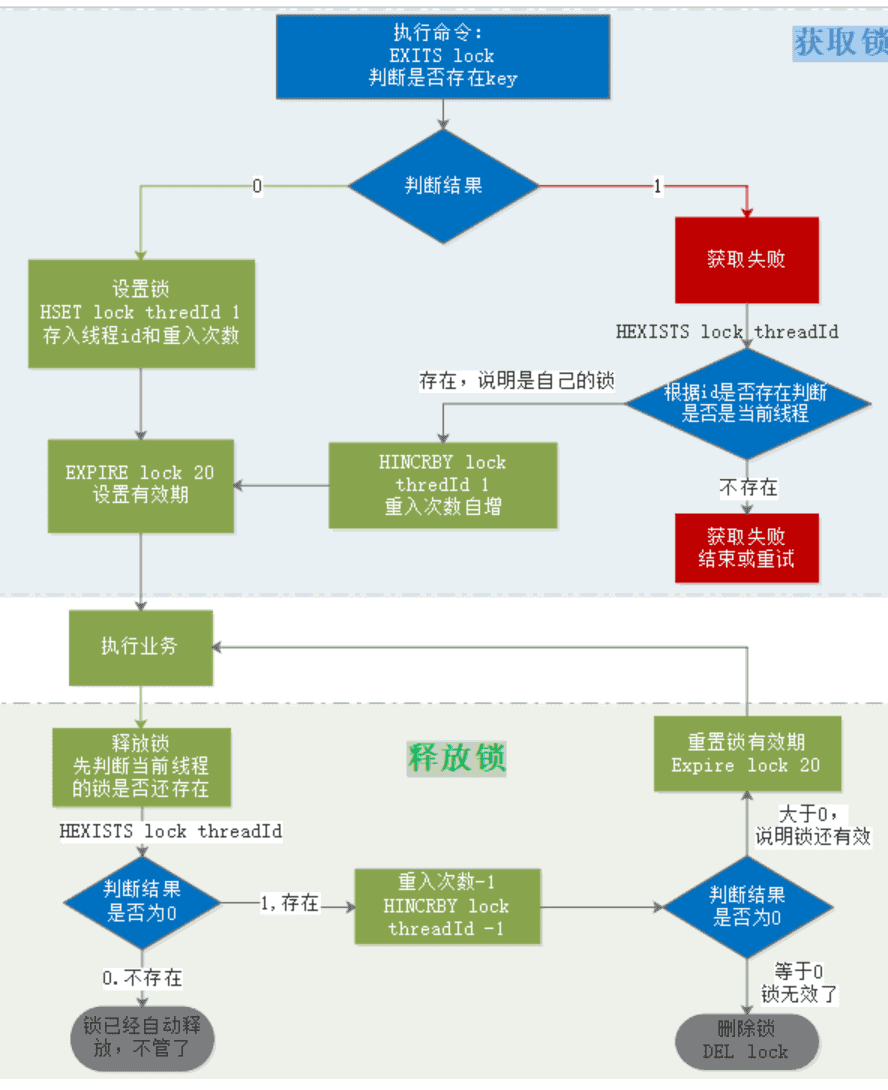 执行命令：
EXITS lock
判断是否存在key
获取锁
判断结果
0
1
获取失败
设置锁
HSET lock thredId 1
存入线程id和重入次数
HEXISTS lock threadId
存在，说明是自己的锁
根据id是否存在判断
是否是当前线程
EXPIRE lock 20
设置有效期
HINCRBY lock
thredId 1
重入次数自增
不存在
获取失败
结束或重试
执行业务
释放锁
先判断当前线程
的锁是否还存在
释放锁
重置锁有效期
Expire lock 20
HEXISTS lock threadId
大于0，
说明锁还有效
判断结果
是否为0
1,存在
重入次数-1
HINCRBY lock
threadId -1
判断结果
是否为0
0.不存在
等于0
锁无效了
锁已经自动释
放，不管了
删除锁
DEL lock